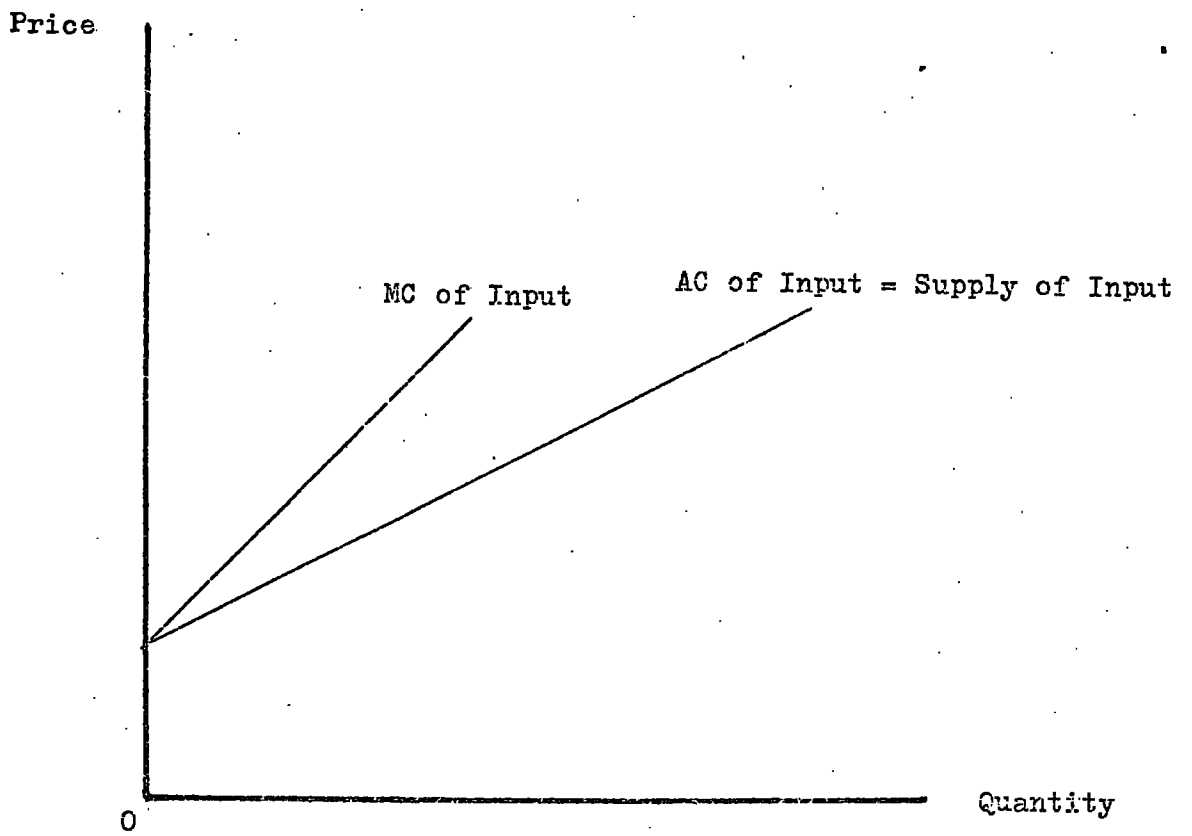 Price
MC of Input
AC of Input = Supply of Input
0
Quantity